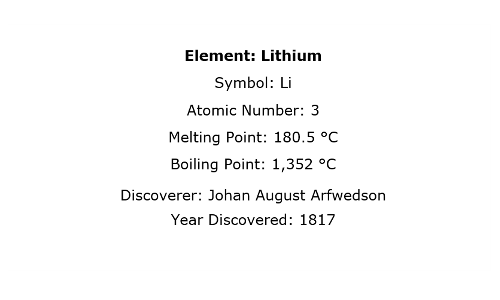 Element: Lithium
Symbol: Li
Atomic Number: 3
Melting Point: 180.5 °C
Boiling Point: 1,352 °C
Discoverer: Johan August Arfwedson
Year Discovered: 1817